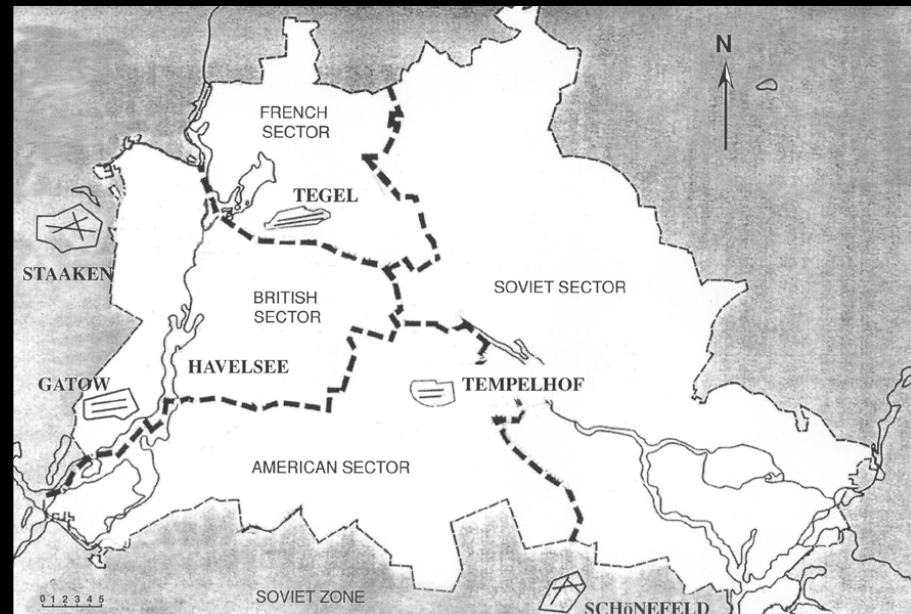 N
FRENCH
SECTOR
TEGEL
STAAKEN
SOVIET SECTOR
BRITISH
SECTOR
HAVELSEE
GATOW
TEMPELHOF
AMERICAN SECTOR
0 1 2 3 4 5
SOVIET ZONE
SCHöNEFELD